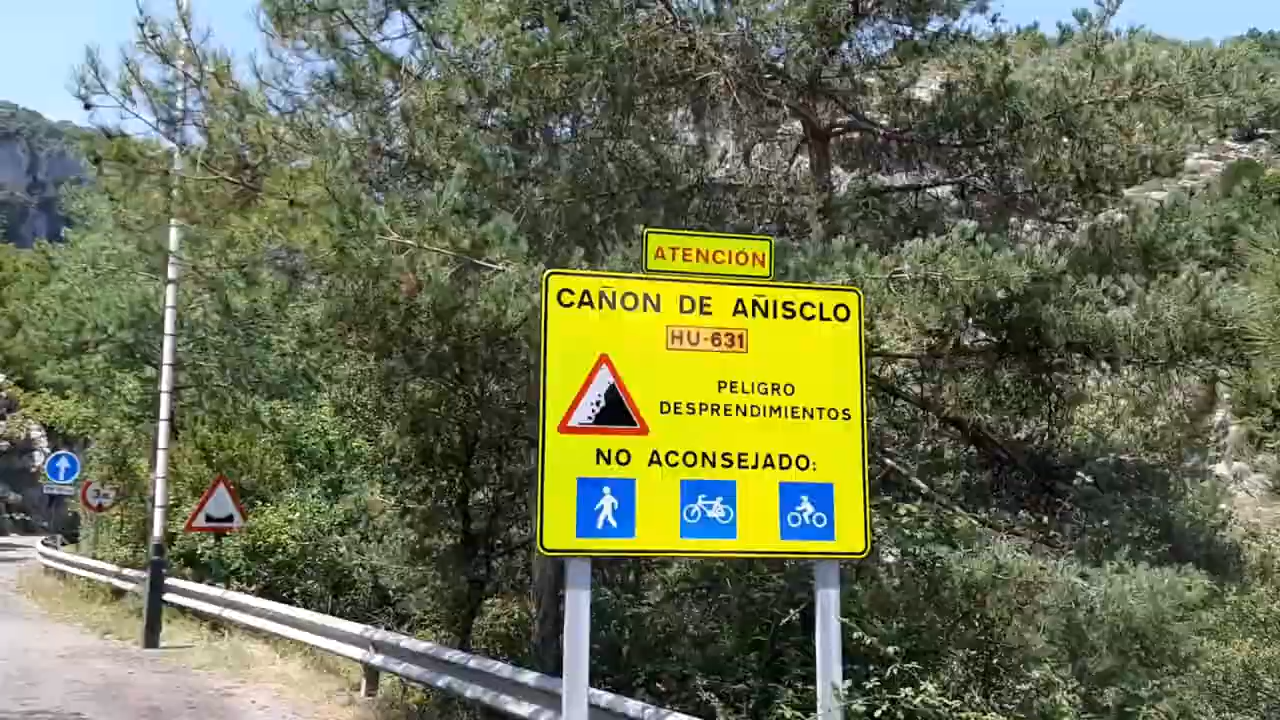 ATENCIÓN
CAÑON DE AÑISCLO
HU-631
PELIGRO
DESPRENDIMIENTOS
NO ACONSEJADO: